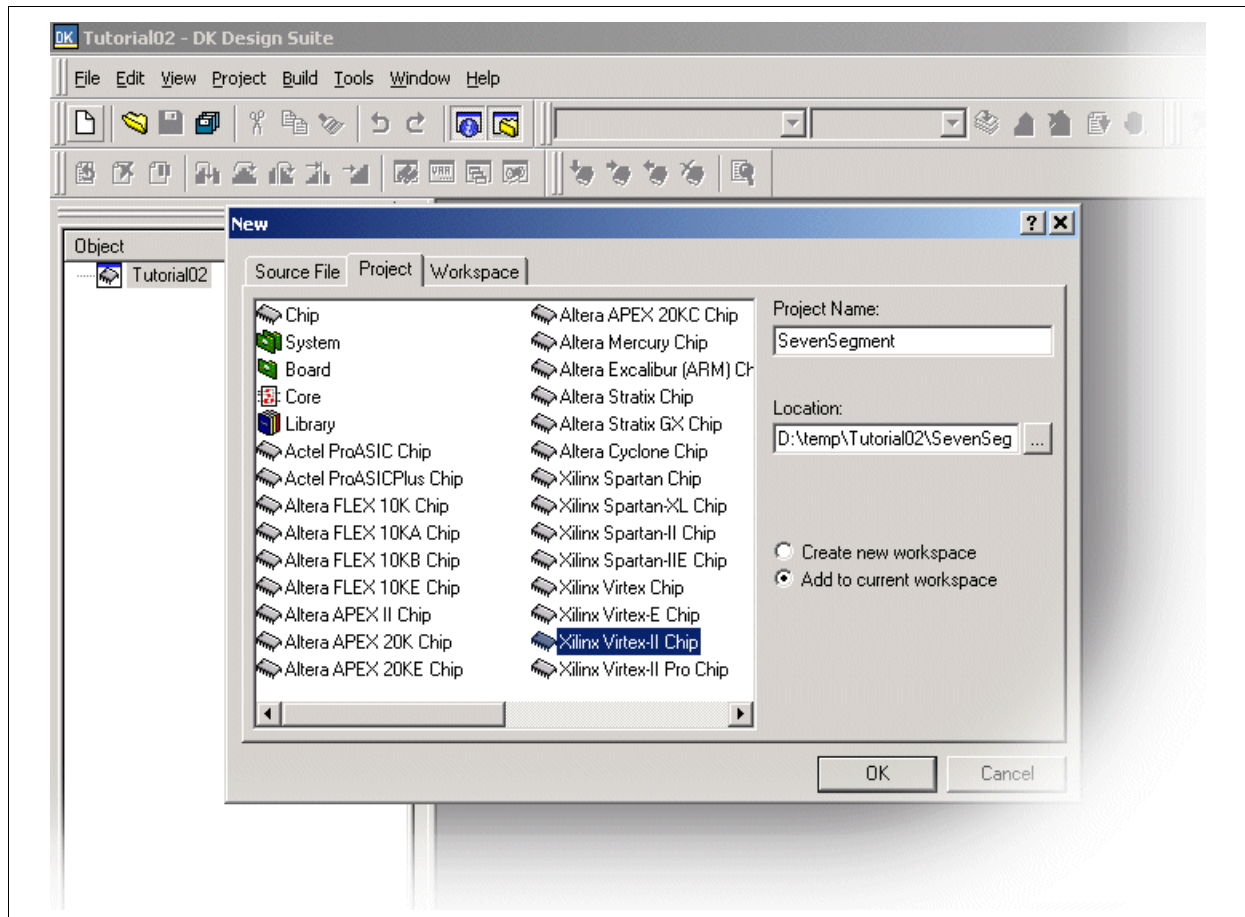 DK Tutorial02 - DK Design Suite
File Edit View Project Build Tools Window Help
VAR
New
Object
Tutorial02
Source File Project Workspace
Chip
System
Board
Core
Library
Actel ProASIC Chip
Actel ProASICPlus Chip
Altera FLEX 10K Chip
Altera FLEX 10KA Chip
Altera FLEX 10KB Chip
Altera FLEX 10KE Chip
Altera APEX II Chip
Altera APEX 20K Chip
Altera APEX 20KE Chip
Altera APEX 20KC Chip
Altera Mercury Chip
Altera Excalibur (ARM) Ch
Altera Stratix Chip
Altera Stratix GX Chip
Altera Cyclone Chip
Xilinx Spartan Chip
Xilinx Spartan-XL Chip
Xilinx Spartan-II Chip
Xilinx Spartan-IIE Chip
Xilinx Virtex Chip
Xilinx Virtex-E Chip
Xilinx Virtex-II Chip
Xilinx Virtex-II Pro Chip
Project Name:
SevenSegment
Location:
D:\temp\Tutorial02\SevenSeg ...
Create new workspace
Add to current workspace
OK Cancel